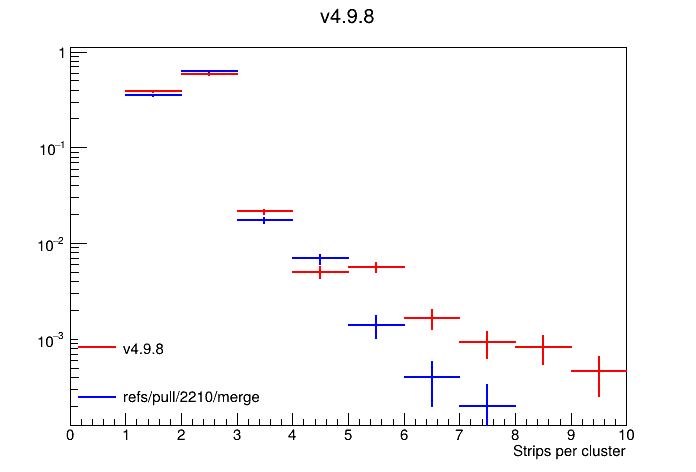 v4.9.8
1
10⁻¹
10⁻²
10⁻³
v4.9.8
refs/pull/2210/merge
0 1 2 3 4 5 6 7 8 9 10
Strips per cluster